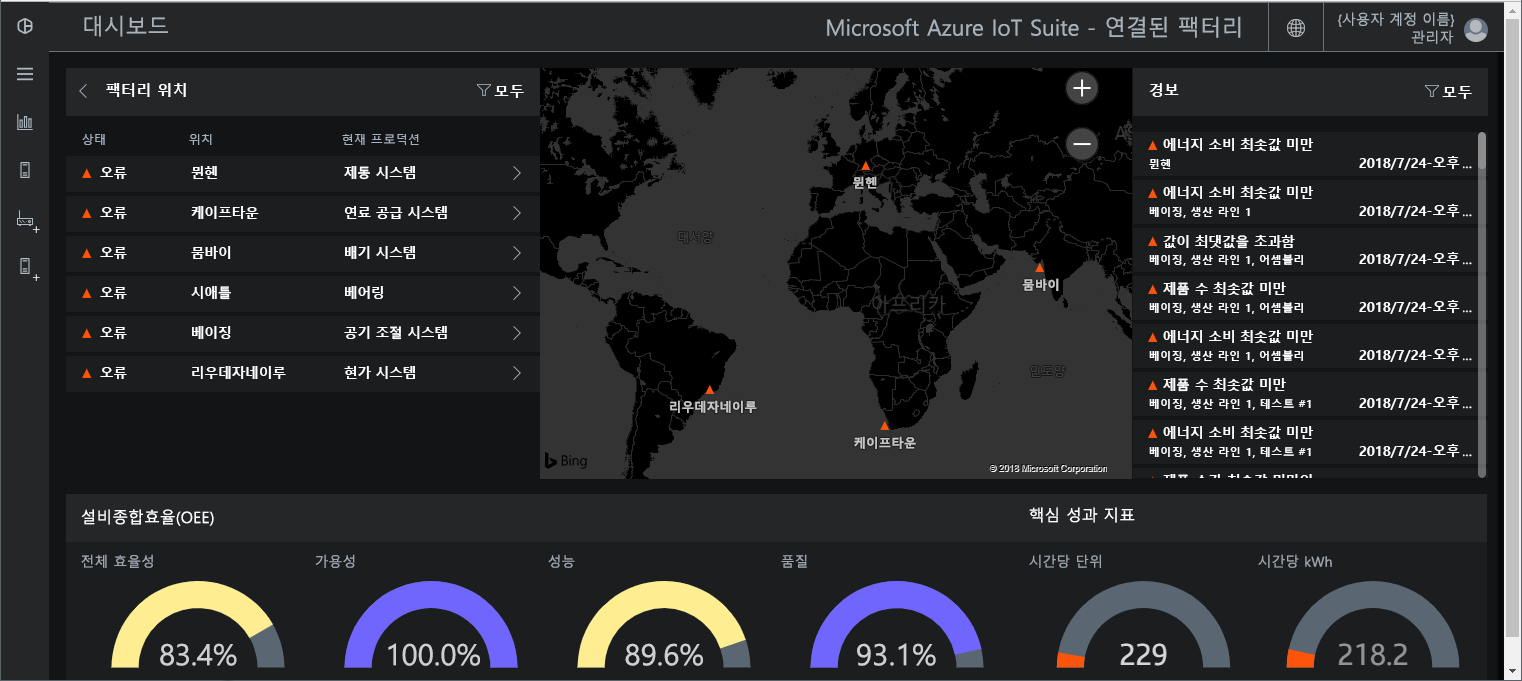 대시보드
Microsoft Azure IoT Suite - 연결된 팩터리
{사용자 계정 이름}
관리자
팩터리 위치
모두
상태 위치 현재 프로덕션
오류 뮌헨 제동 시스템
오류 케이프타운 연료 공급 시스템
오류 뭄바이 배기 시스템
오류 시애틀 베어링
오류 베이징 공기 조절 시스템
오류 리우데자네이루 현가 시스템
대서양
아프리카
인도양
뮌헨
뭄바이
리우데자네이루
케이프타운
Bing
© 2018 Microsoft Corporation
경보
모두
에너지 소비 최솟값 미만
뮌헨 2018/7/24-오후...
에너지 소비 최솟값 미만
베이징, 생산 라인 1 2018/7/24-오후...
값이 최댓값을 초과함
베이징, 생산 라인 1, 어셈블리 2018/7/24-오후...
제품 수 최솟값 미만
베이징, 생산 라인 1, 어셈블리 2018/7/24-오후...
에너지 소비 최솟값 미만
베이징, 생산 라인 1, 어셈블리 2018/7/24-오후...
제품 수 최솟값 미만
베이징, 생산 라인 1, 테스트 #1 2018/7/24-오후...
에너지 소비 최솟값 미만
베이징, 생산 라인 1, 테스트 #1 2018/7/24-오후...
설비종합효율(OEE)
핵심 성과 지표
전체 효율성 가용성 성능 품질 시간당 단위 시간당 kWh
83.4% 100.0% 89.6% 93.1% 229 218.2